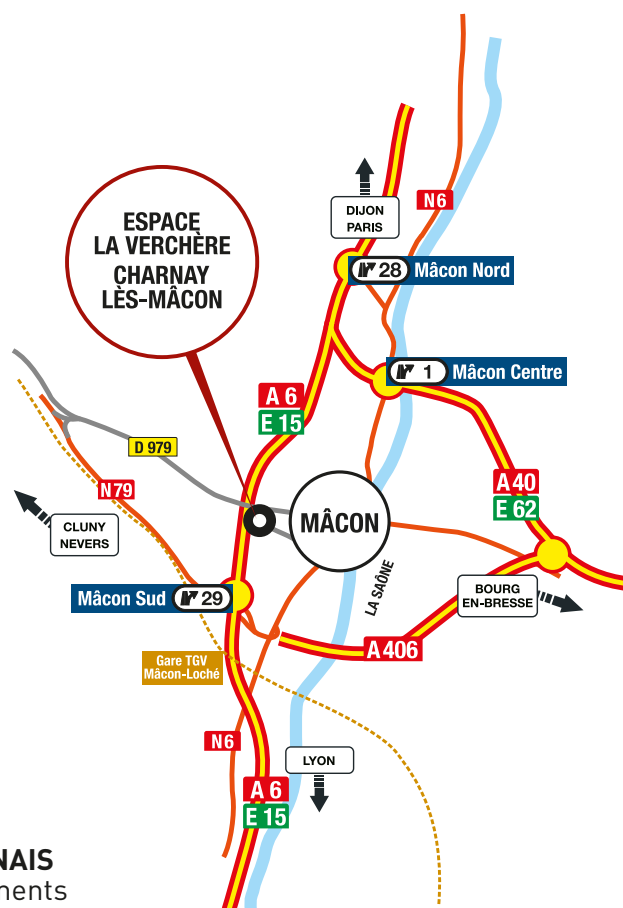 DIJON
PARIS
N6
ESPACE
LA VERCHÈRE
CHARNAY
LÈS-MÂCON
28 Mâcon Nord
1 Mâcon Centre
A 6
E 15
D 979
N79
A 40
E 62
CLUNY
NEVERS
MÂCON
LA SAÔNE
Mâcon Sud 29
BOURG
EN-BRESSE
A 406
Gare TGV
Mâcon-Loché
N6
LYON
A 6
E 15
NAIS
ments